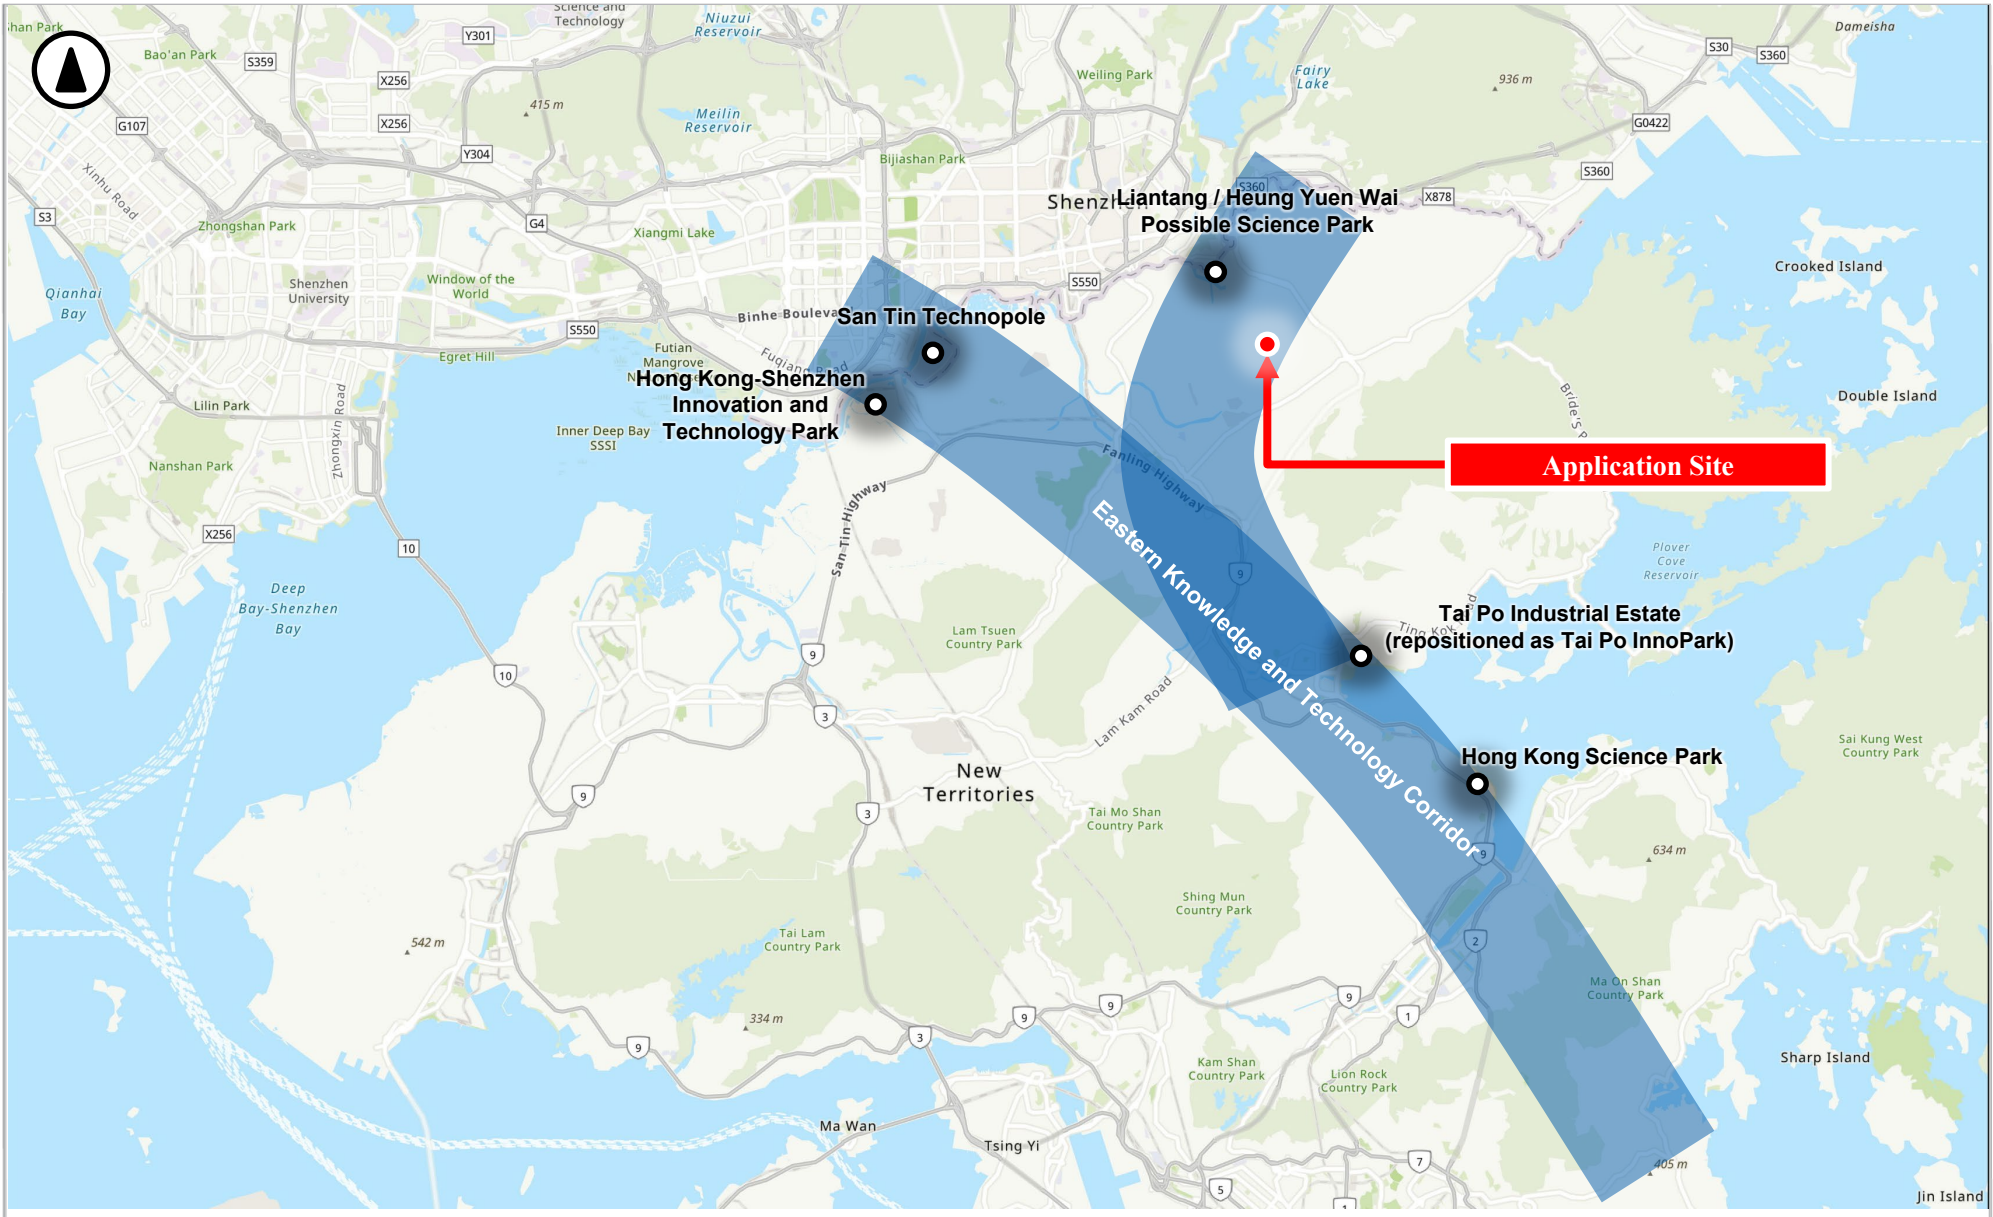 Science and
Technology
Niuzui
Reservoir
Dameisha
Shan Park
Bao'an Park
S359
Y301
X256
415 m
Weiling Park
Fairy
Lake
936 m
S30
S360
G107
X256
Meilin
Reservoir
G0422
Y304
Bijiashan Park
Xinhu Road
S3
Zhongshan Park
G4
Xiangmi Lake
S360
S360
X878
Shenzhen
Liantang / Heung Yuen Wai
Possible Science Park
Qianhai
Bay
Shenzhen
University
Window of the
World
S550
Crooked Island
Binhe Boulevard
San Tin Technopole
S550
Egret Hill
Futian
Mangrove
Fuqiang Road
Hong Kong-Shenzhen
Innovation and
Technology Park
Lilin Park
Zhongxin Road
Inner Deep Bay
SSSI
Double Island
Bride's P
Nanshan Park
Fanling Highway
Application Site
San Tin Highway
X256
10
Eastern Knowledge and Technology Corridor
Plover
Cove
Reservoir
9
Deep
Bay-Shenzhen
Bay
Lam Tsuen
Country Park
Ting Kok Road
Tai Po Industrial Estate
(repositioned as Tai Po InnoPark)
9
10
Lam Kam Road
3
Sai Kung West
Country Park
Hong Kong Science Park
New
Territories
9
3
Tai Mo Shan
Country Park
9
634 m
Shing Mun
Country Park
542 m
Tai Lam
Country Park
2
Ma On Shan
Country Park
9
9
9
334 m
3
1
9
Kam Shan
Country Park
Lion Rock
Country Park
Sharp Island
Ma Wan
Tsing Yi
7
405 m
5
1
Jin Island